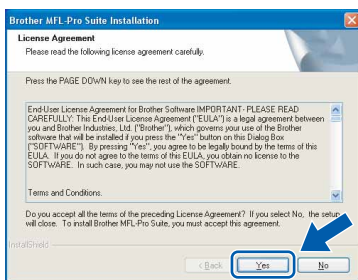 Brother MFL-Pro Suite Installation
License Agreement
Please read the following license agreement carefully.
Press the PAGE DOWN key to see the rest of the agreement.
End-User License Agreement for Brother Software IMPORTANT- PLEASE READ
CAREFULLY: This End-User License Agreement ("EULA") is a legal agreement between
you and Brother Industries, Ltd. ("Brother"), which governs your use of the Brother
software that will be installed if you press the "Yes" button on this Dialog Box
("SOFTWARE"). By pressing "Yes", you agree to be legally bound by the terms of this
EULA. If you do not agree to the terms of this EULA, you obtain no license to the
SOFTWARE. In such case, you may not use the SOFTWARE.
Terms and Conditions.
Do you accept all the terms of the preceding License Agreement? If you select No, the setup
will close. To install Brother MFL-Pro Suite, you must accept this agreement.
InstallShield
< Back
Yes
No